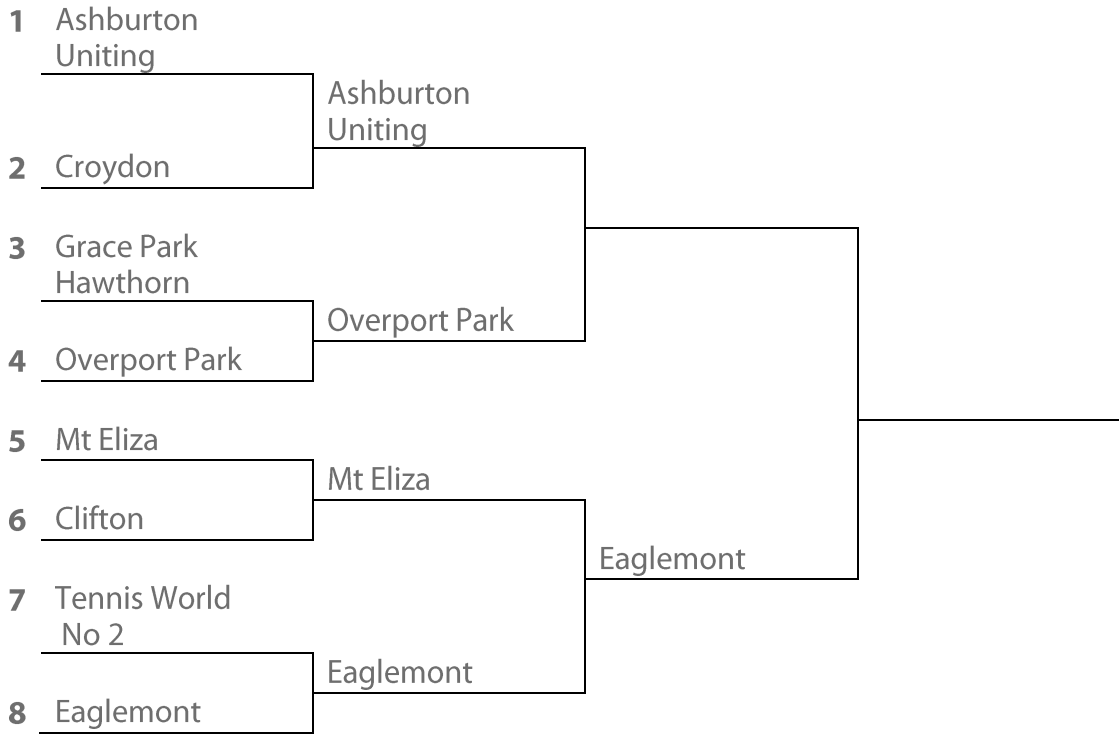 1 Ashburton
Uniting
Ashburton
Uniting
2 Croydon
3 Grace Park
Hawthorn
Overport Park
4 Overport Park
5 Mt Eliza
Mt Eliza
6 Clifton
Eaglemont
7 Tennis World
No 2
Eaglemont
8 Eaglemont